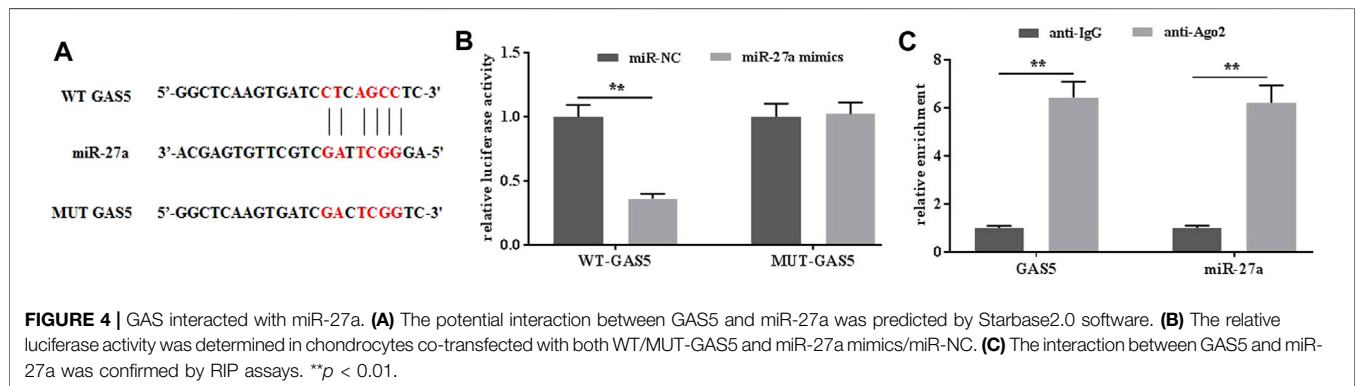 A
WT GAS5 5'-GGCTCAAGTGATCCTCAGCCTC-3'
miR-27a 3'-ACGAGTGTTCGTCGATTCGGGA-5'
MUT GAS5 5'-GGCTCAAGTGATCGACTCGGTC-3'
B
miR-NC miR-27a mimics
relative luciferase activity
1.5
1.0
0.5
0.0
**
WT-GAS5 MUT-GAS5
C
anti-IgG anti-Ago2
relative enrichment
8
6
4
2
0
** **
GAS5 miR-27a
FIGURE 4 | GAS interacted with miR-27a. (A) The potential interaction between GAS5 and miR-27a was predicted by Starbase2.0 software. (B) The relative
luciferase activity was determined in chondrocytes co-transfected with both WT/MUT-GAS5 and miR-27a mimics/miR-NC. (C) The interaction between GAS5 and miR-
27a was confirmed by RIP assays. **p < 0.01.